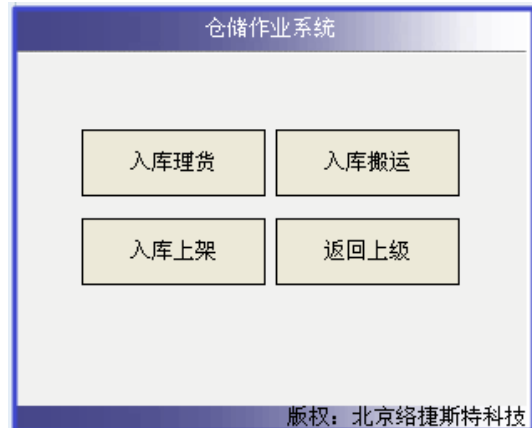 仓储作业系统
入库理货 入库搬运
入库上架 返回上级
版权：北京络捷斯特科技